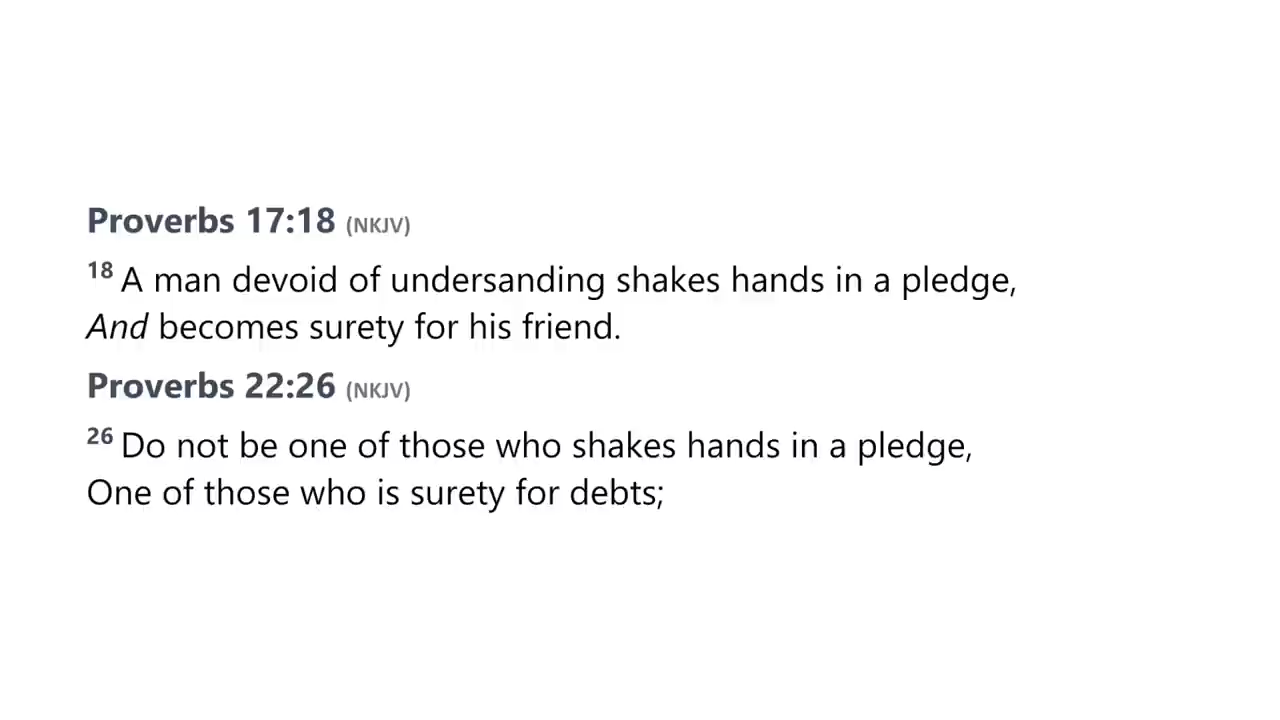 Proverbs 17:18 (NKJV)
18 A man devoid of undersanding shakes hands in a pledge,
And becomes surety for his friend.
Proverbs 22:26 (NKJV)
26 Do not be one of those who shakes hands in a pledge,
One of those who is surety for debts;